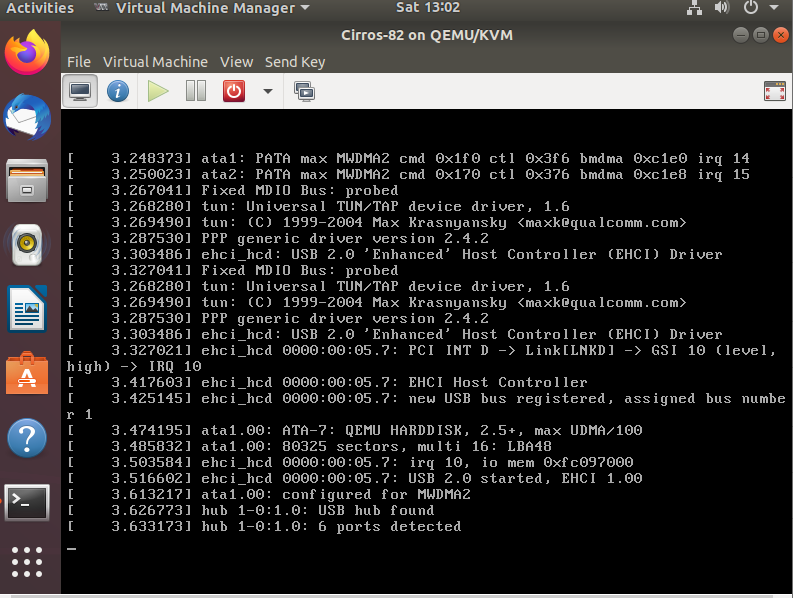 Activities Virtual Machine Manager Sat 13:02
Cirros-82 on QEMU/KVM
File Virtual Machine View Send Key
[    3.248373] ata1: PATA max MWDMA2 cmd 0x1f0 ctl 0x3f6 bmdma 0xc1e0 irq 14
[    3.250023] ata2: PATA max MWDMA2 cmd 0x170 ctl 0x376 bmdma 0xc1e8 irq 15
[    3.267041] Fixed MDIO Bus: probed
[    3.268280] tun: Universal TUN/TAP device driver, 1.6
[    3.269490] tun: (C) 1999-2004 Max Krasnyansky <maxk@qualcomm.com>
[    3.287530] PPP generic driver version 2.4.2
[    3.303486] ehci_hcd: USB 2.0 'Enhanced' Host Controller (EHCI) Driver
[    3.327041] Fixed MDIO Bus: probed
[    3.268280] tun: Universal TUN/TAP device driver, 1.6
[    3.269490] tun: (C) 1999-2004 Max Krasnyansky <maxk@qualcomm.com>
[    3.287530] PPP generic driver version 2.4.2
[    3.303486] ehci_hcd: USB 2.0 'Enhanced' Host Controller (EHCI) Driver
[    3.327021] ehci_hcd 0000:00:05.7: PCI INT D -> Link[LNKD] -> GSI 10 (level,
high) -> IRQ 10
[    3.417603] ehci_hcd 0000:00:05.7: EHCI Host Controller
[    3.425145] ehci_hcd 0000:00:05.7: new USB bus registered, assigned bus numbe
r 1
[    3.474195] ata1.00: ATA-7: QEMU HARDDISK, 2.5+, max UDMA/100
[    3.485832] ata1.00: 80325 sectors, multi 16: LBA48
[    3.503584] ehci_hcd 0000:00:05.7: irq 10, io mem 0xfc097000
[    3.516602] ehci_hcd 0000:00:05.7: USB 2.0 started, EHCI 1.00
[    3.613217] ata1.00: configured for MWDMA2
[    3.626773] hub 1-0:1.0: USB hub found
[    3.633173] hub 1-0:1.0: 6 ports detected